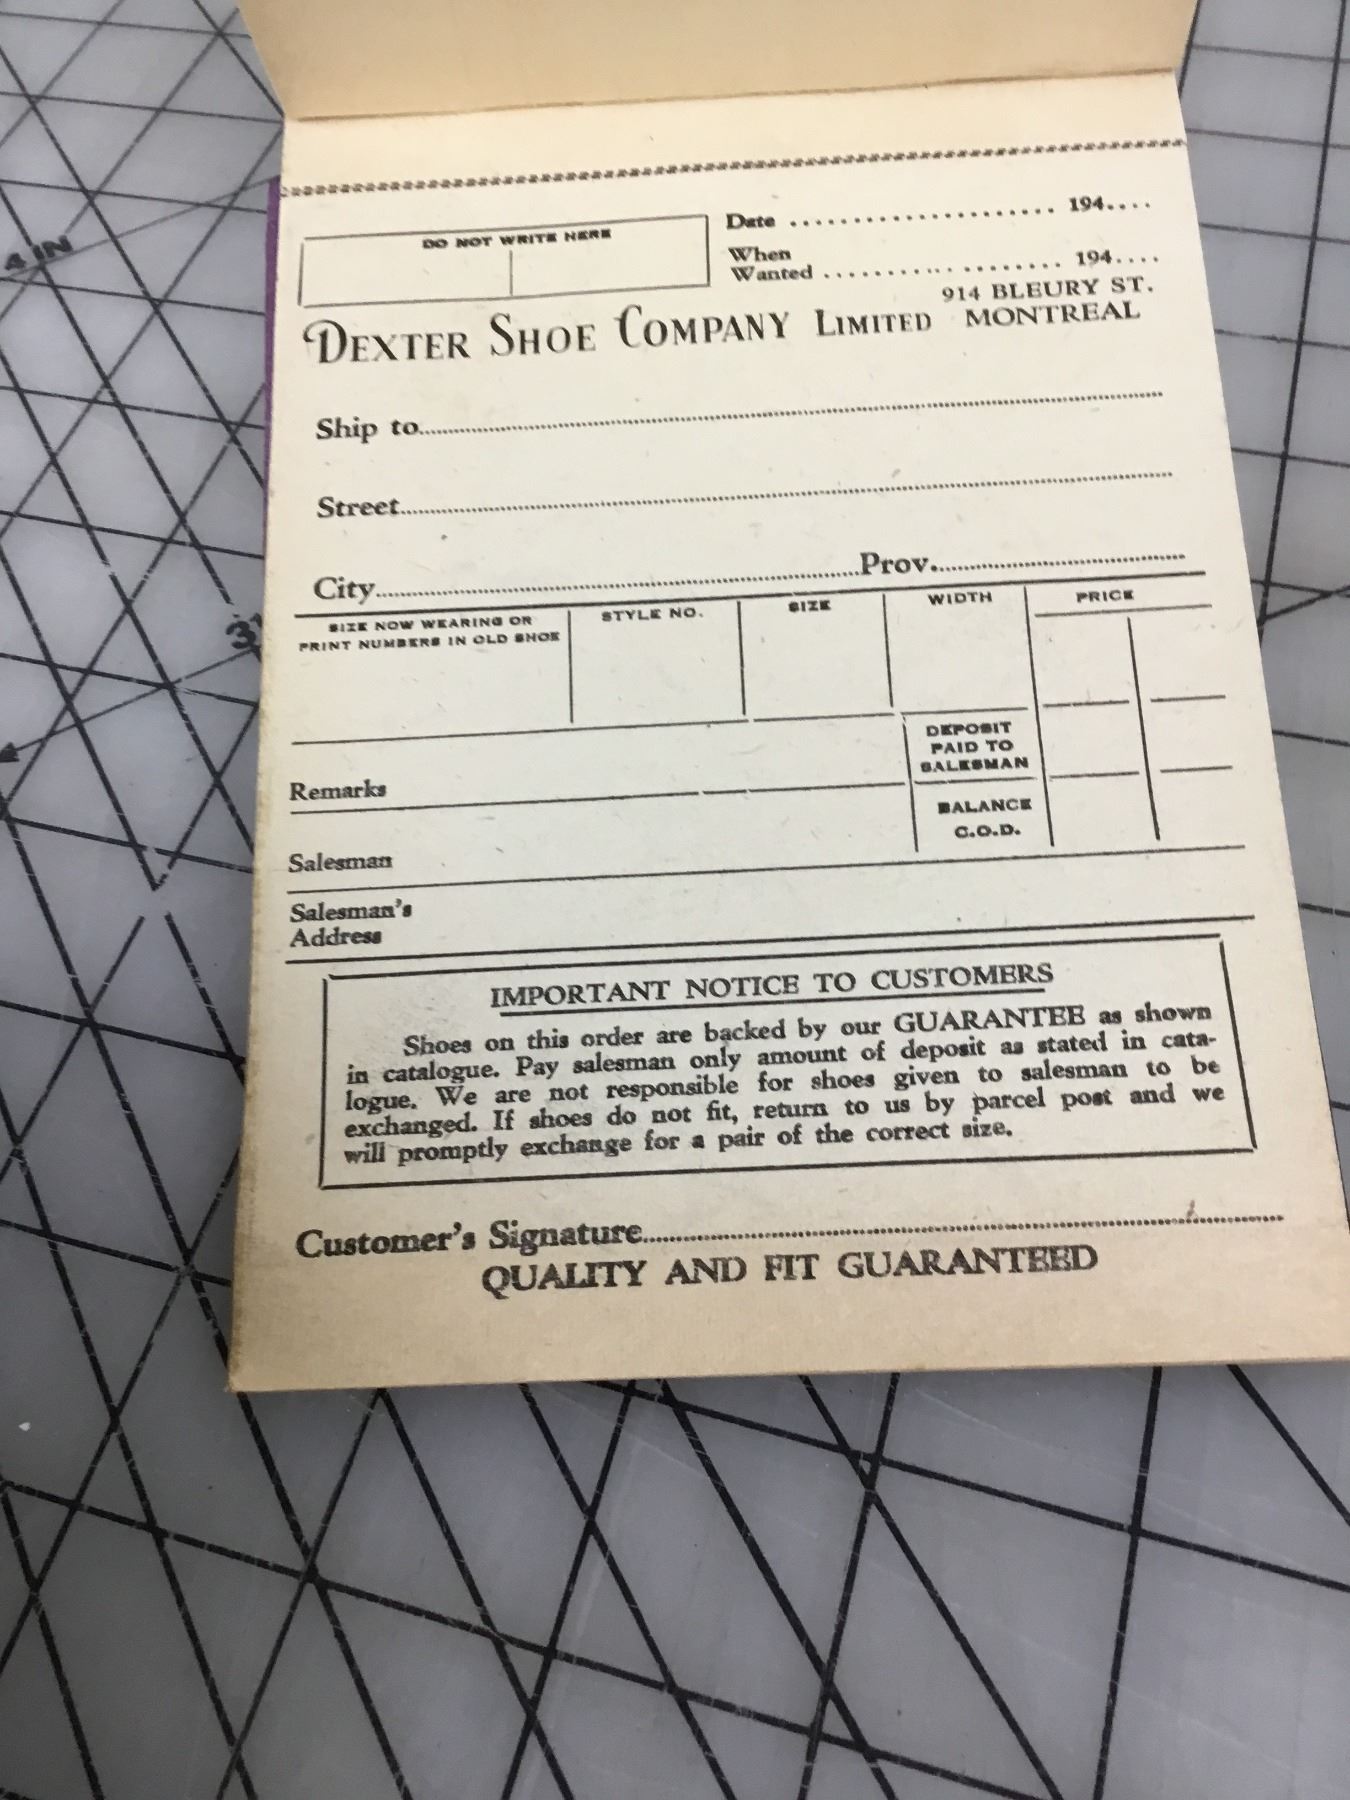 DO NOT WRITE HERE
Date ...................... 194....
When
Wanted .................... 194....
914 BLEURY ST.
DEXTER SHOE COMPANY LIMITED MONTREAL
Ship to
Street
City Prov.
SIZE NOW WEARING OR
PRINT NUMBERS IN OLD SHOE
STYLE NO.
SIZE
WIDTH
PRICE
DEPOSIT
PAID TO
SALESMAN
Remarks
BALANCE
C.O.D.
Salesman
Salesman's
Address
IMPORTANT NOTICE TO CUSTOMERS
Shoes on this order are backed by our GUARANTEE as shown
in catalogue. Pay salesman only amount of deposit as stated in cata-
logue. We are not responsible for shoes given to salesman to be
exchanged. If shoes do not fit, return to us by parcel post and we
will promptly exchange for a pair of the correct size.
Customer's Signature
QUALITY AND FIT GUARANTEED
4 IN